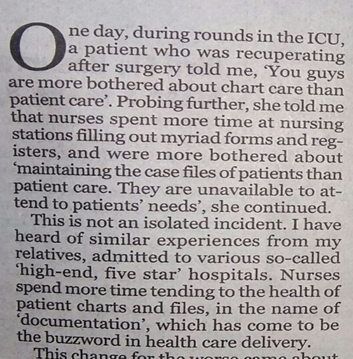 One day, during rounds in the ICU,
a patient who was recuperating
after surgery told me, ‘You guys
are more bothered about chart care than
patient care’. Probing further, she told me
that nurses spent more time at nursing
stations filling out myriad forms and reg-
isters, and were more bothered about
‘maintaining the case files of patients than
patient care. They are unavailable to at-
tend to patients’ needs’, she continued.
This is not an isolated incident. I have
heard of similar experiences from my
relatives, admitted to various so-called
‘high-end, five star’ hospitals. Nurses
spend more time tending to the health of
patient charts and files, in the name of
‘documentation’, which has come to be
the buzzword in health care delivery.
This change for the worse came about